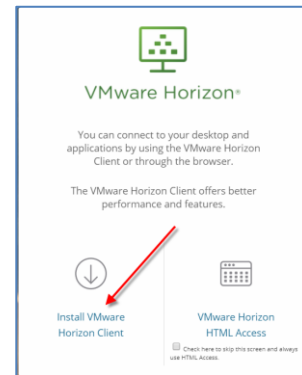 VMware Horizon®
You can connect to your desktop and
applications by using the VMware Horizon
Client or through the browser.
The VMware Horizon Client offers better
performance and features.
Install VMware
Horizon Client
VMware Horizon
HTML Access
Check here to skip this screen and always
use HTML Access.